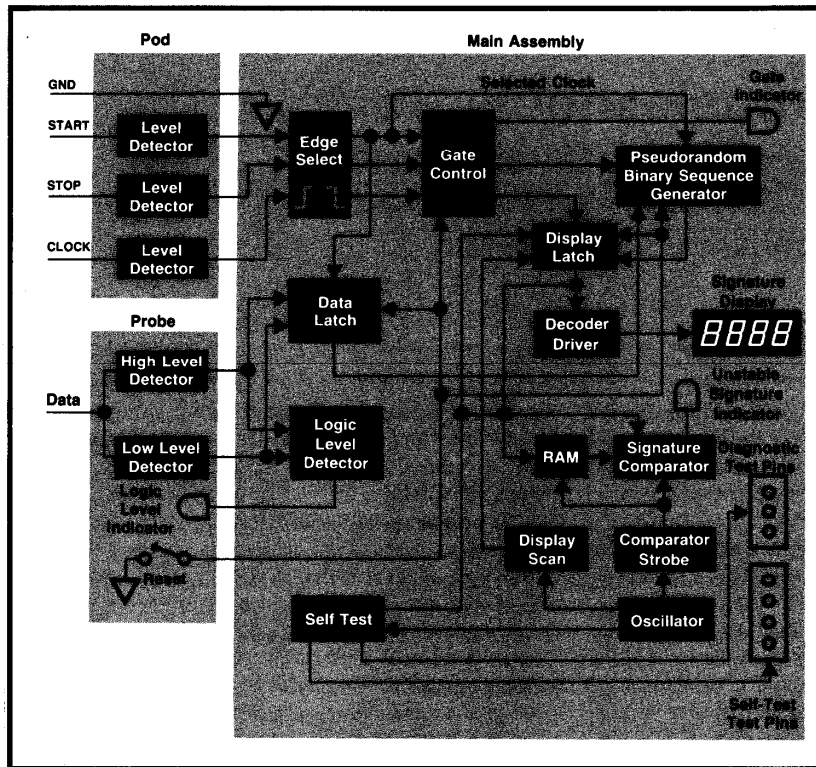 Pod
Main Assembly
GND
START
STOP
CLOCK
Level
Detector
Level
Detector
Level
Detector
Edge
Select
Selected Clock
Gate
Control
Gate
Indicator
Pseudorandom
Binary Sequence
Generator
Display
Latch
Data
Latch
Decoder
Driver
Signature
Display
8888
Probe
Data
High Level
Detector
Low Level
Detector
Logic
Level
Detector
Logic
Level
Indicator
Reset
Unstable
Signature
Indicator
RAM
Signature
Comparator
Diagnostic
Test Pins
Display
Scan
Comparator
Strobe
Self Test
Oscillator
Self-Test
Test Pins